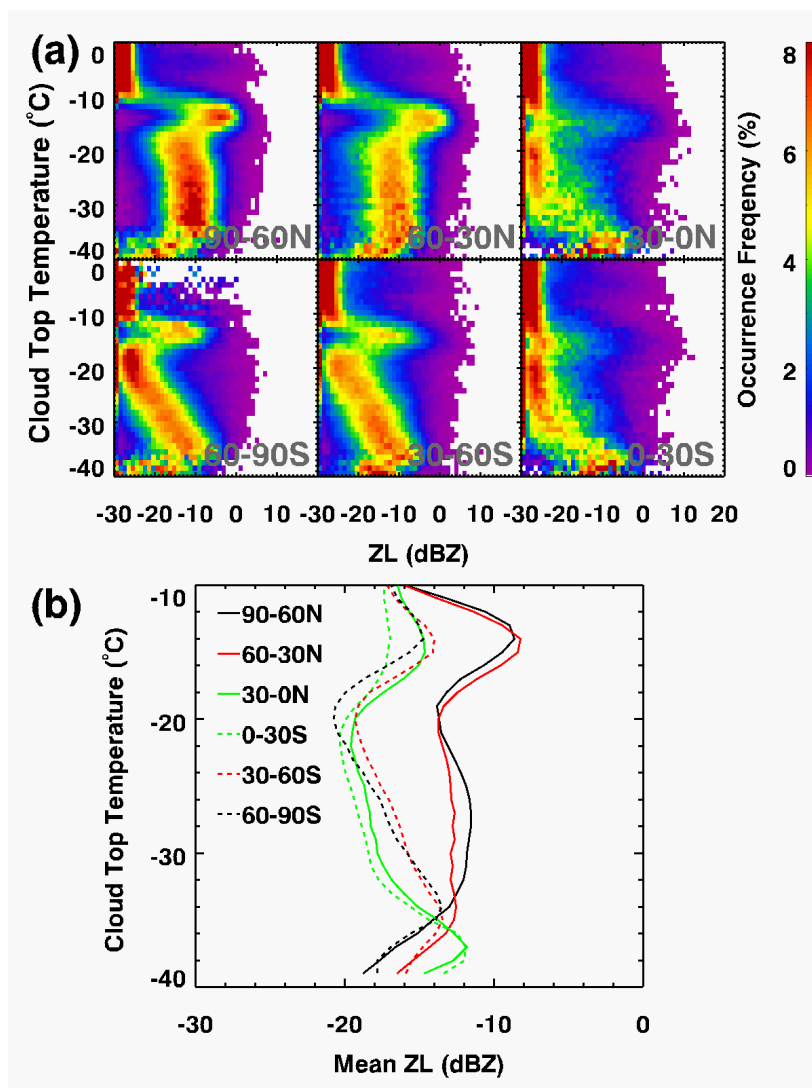 (a)
0
-10
-20
-30
-40
0
-10
-20
-30
-40
Cloud Top Temperature (°C)
Cloud Top Temperature (°C)
90-60N
60-30N
30-0N
60-90S
30-60S
0-30S
-30 -20 -10 0 10 -30 -20 -10 0 10 -30 -20 -10 0 10 20
ZL (dBZ)
8
6
4
2
0
Occurrence Freqency (%)
(b)
-10
-20
-30
-40
Cloud Top Temperature (°C)
90-60N
60-30N
30-0N
0-30S
30-60S
60-90S
-30 -20 -10 0
Mean ZL (dBZ)